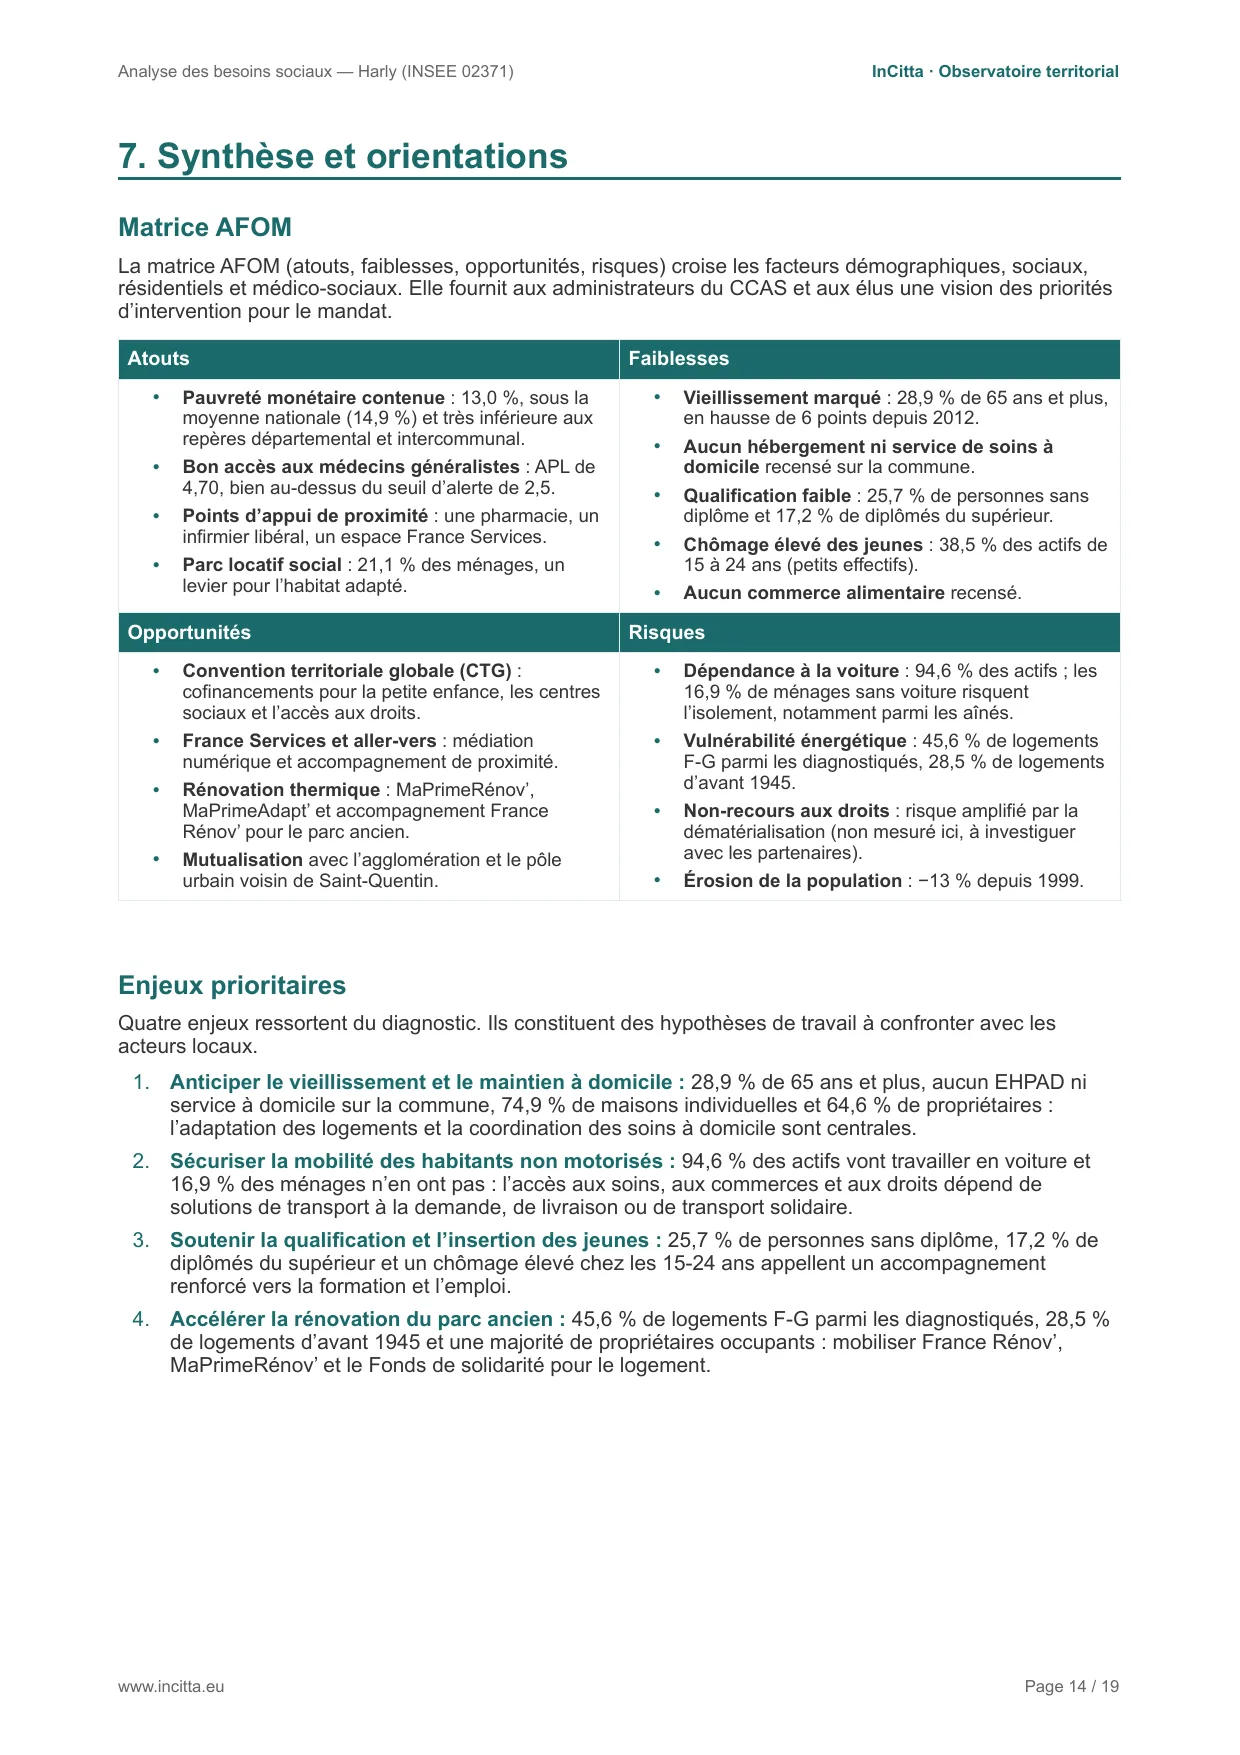 Analyse des besoins sociaux — Harly (INSEE 02371)
InCitta · Observatoire territorial
7. Synthèse et orientations
Matrice AFOM
La matrice AFOM (atouts, faiblesses, opportunités, risques) croise les facteurs démographiques, sociaux,
résidentiels et médico-sociaux. Elle fournit aux administrateurs du CCAS et aux élus une vision des priorités
d’intervention pour le mandat.
Atouts
• Pauvreté monétaire contenue : 13,0 %, sous la
moyenne nationale (14,9 %) et très inférieure aux
repères départemental et intercommunal.
• Bon accès aux médecins généralistes : APL de
4,70, bien au-dessus du seuil d’alerte de 2,5.
• Points d’appui de proximité : une pharmacie, un
infirmier libéral, un espace France Services.
• Parc locatif social : 21,1 % des ménages, un
levier pour l’habitat adapté.
Faiblesses
• Vieillissement marqué : 28,9 % de 65 ans et plus,
en hausse de 6 points depuis 2012.
• Aucun hébergement ni service de soins à
domicile recensé sur la commune.
• Qualification faible : 25,7 % de personnes sans
diplôme et 17,2 % de diplômés du supérieur.
• Chômage élevé des jeunes : 38,5 % des actifs de
15 à 24 ans (petits effectifs).
• Aucun commerce alimentaire recensé.
Opportunités
• Convention territoriale globale (CTG) :
cofinancements pour la petite enfance, les centres
sociaux et l’accès aux droits.
• France Services et aller-vers : médiation
numérique et accompagnement de proximité.
• Rénovation thermique : MaPrimeRénov’,
MaPrimeAdapt’ et accompagnement France
Rénov’ pour le parc ancien.
• Mutualisation avec l’agglomération et le pôle
urbain voisin de Saint-Quentin.
Risques
• Dépendance à la voiture : 94,6 % des actifs ; les
16,9 % de ménages sans voiture risquent
l’isolement, notamment parmi les aînés.
• Vulnérabilité énergétique : 45,6 % de logements
F-G parmi les diagnostiqués, 28,5 % de logements
d’avant 1945.
• Non-recours aux droits : risque amplifié par la
dématérialisation (non mesuré ici, à investiguer
avec les partenaires).
• Érosion de la population : −13 % depuis 1999.
Enjeux prioritaires
Quatre enjeux ressortent du diagnostic. Ils constituent des hypothèses de travail à confronter avec les
acteurs locaux.
1. Anticiper le vieillissement et le maintien à domicile : 28,9 % de 65 ans et plus, aucun EHPAD ni
service à domicile sur la commune, 74,9 % de maisons individuelles et 64,6 % de propriétaires :
l’adaptation des logements et la coordination des soins à domicile sont centrales.
2. Sécuriser la mobilité des habitants non motorisés : 94,6 % des actifs vont travailler en voiture et
16,9 % des ménages n’en ont pas : l’accès aux soins, aux commerces et aux droits dépend de
solutions de transport à la demande, de livraison ou de transport solidaire.
3. Soutenir la qualification et l’insertion des jeunes : 25,7 % de personnes sans diplôme, 17,2 % de
diplômés du supérieur et un chômage élevé chez les 15-24 ans appellent un accompagnement
renforcé vers la formation et l’emploi.
4. Accélérer la rénovation du parc ancien : 45,6 % de logements F-G parmi les diagnostiqués, 28,5 %
de logements d’avant 1945 et une majorité de propriétaires occupants : mobiliser France Rénov’,
MaPrimeRénov’ et le Fonds de solidarité pour le logement.
www.incitta.eu
Page 14 / 19